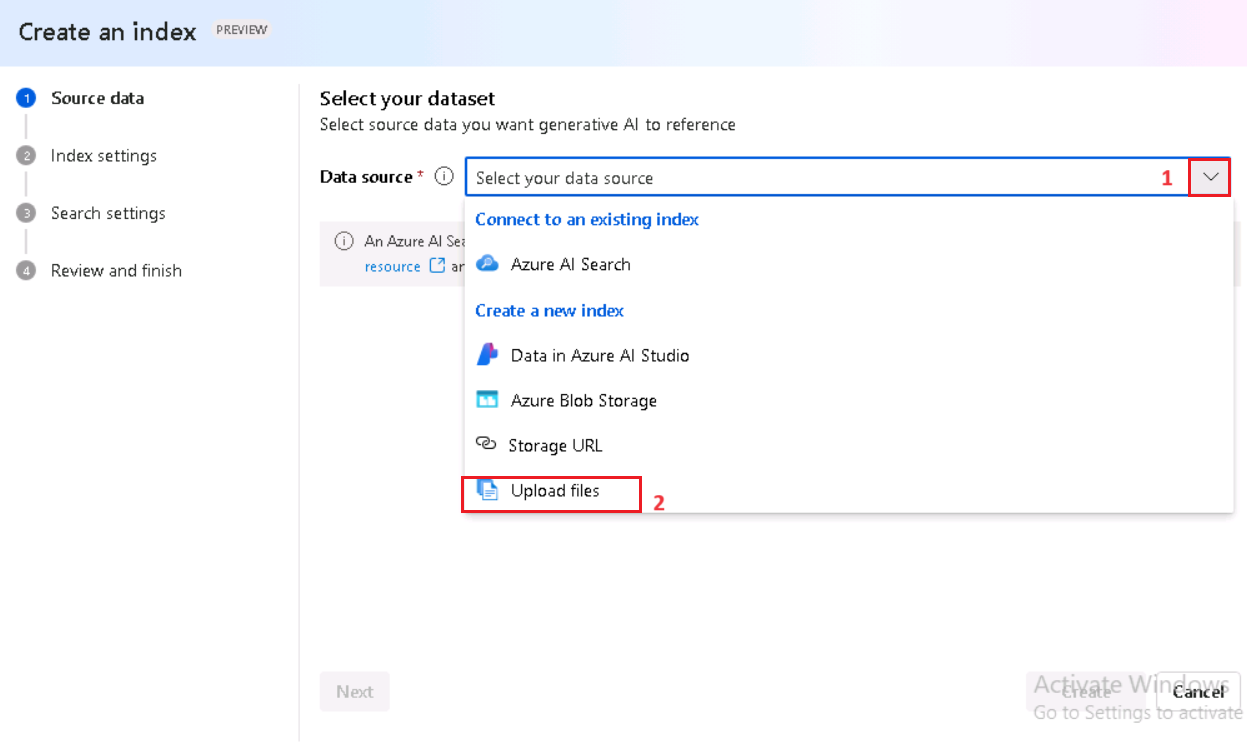 Create an index PREVIEW
1 Source data
2 Index settings
3 Search settings
4 Review and finish
Select your dataset
Select source data you want generative AI to reference
Data source * Select your data source 1
An Azure AI Sea
resource an
Connect to an existing index
Azure AI Search
Create a new index
Data in Azure AI Studio
Azure Blob Storage
Storage URL
Upload files 2
Next
Create
Cancel
Activate Windows
Go to Settings to activate